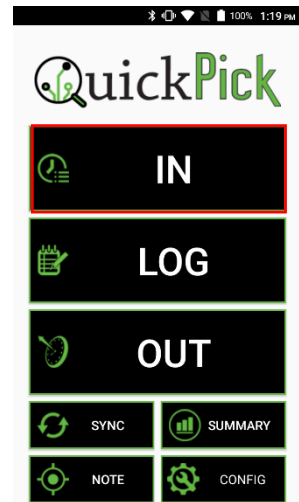 100% 1:19 PM
QuickPick
IN
LOG
OUT
SYNC
SUMMARY
NOTE
CONFIG